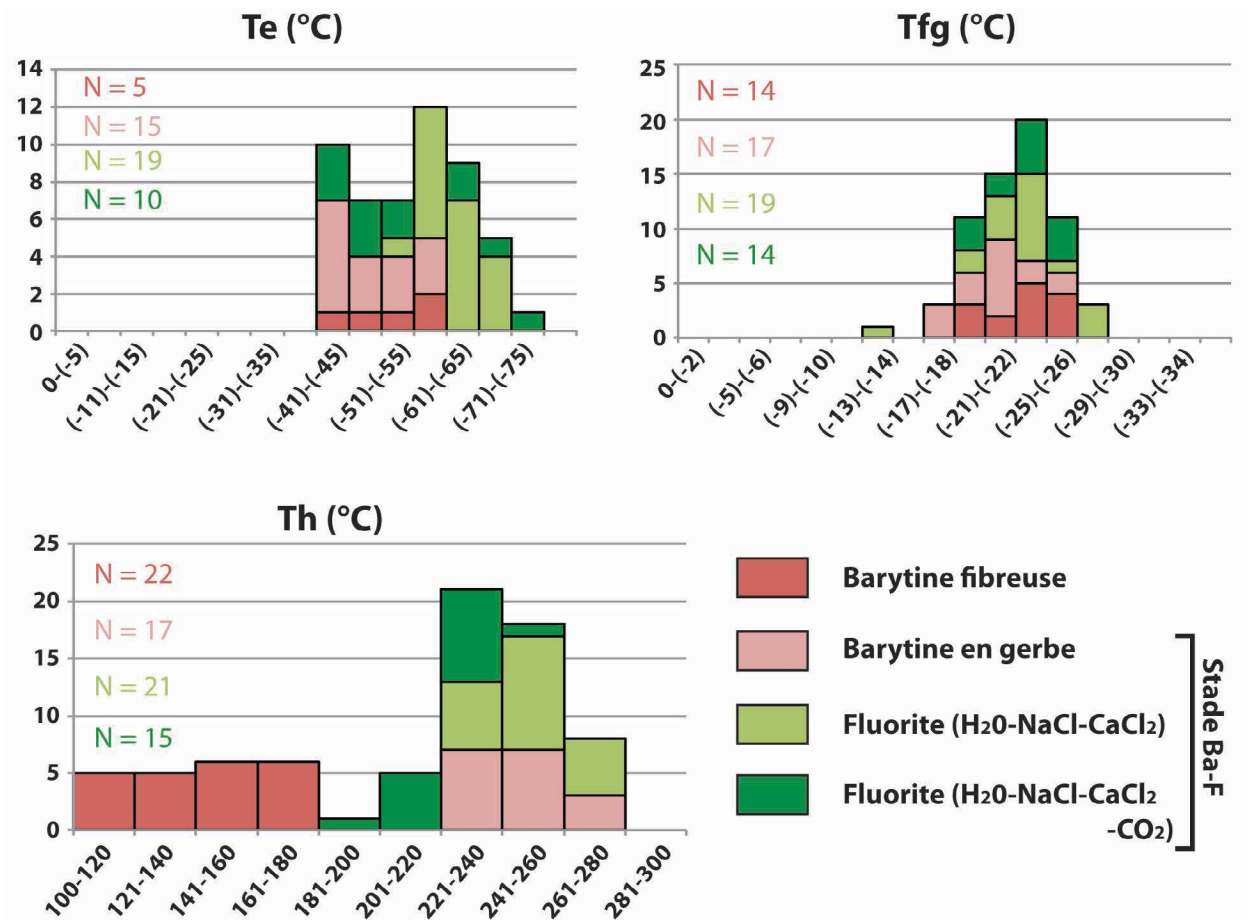 Te (°C)
14
12
10
8
6
4
2
0
N = 5
N = 15
N = 19
N = 10
0-(-5)
(-11)-(-15)
(-21)-(-25)
(-31)-(-35)
(-41)-(-45)
(-51)-(-55)
(-61)-(-65)
(-71)-(-75)
Tfg (°C)
25
20
15
10
5
0
N = 14
N = 17
N = 19
N = 14
0-(-2)
(-5)-(-6)
(-9)-(-10)
(-13)-(-14)
(-17)-(-18)
(-21)-(-22)
(-25)-(-26)
(-29)-(-30)
(-33)-(-34)
Th (°C)
25
20
15
10
5
0
N = 22
N = 17
N = 21
N = 15
100-120
121-140
141-160
161-180
181-200
201-220
221-240
241-260
261-280
281-300
Barytine fibreuse
Barytine en gerbe
Fluorite (H20-NaCl-CaCl2)
Fluorite (H20-NaCl-CaCl2
-CO2)
Stade Ba-F